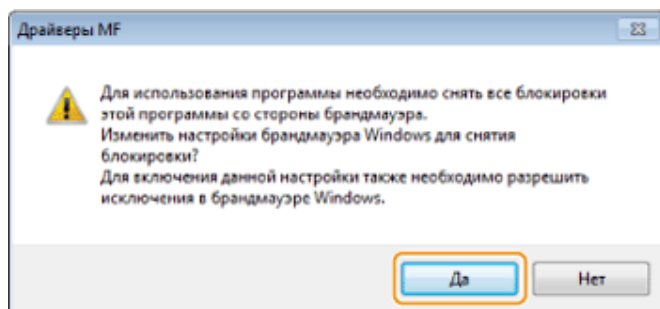 Драйверы MF
Для использования программы необходимо снять все блокировки
этой программы со стороны брандмауэра.
Изменить настройки брандмауэра Windows для снятия
блокировки?
Для включения данной настройки также необходимо разрешить
исключения в брандмауэре Windows.
Да
Нет